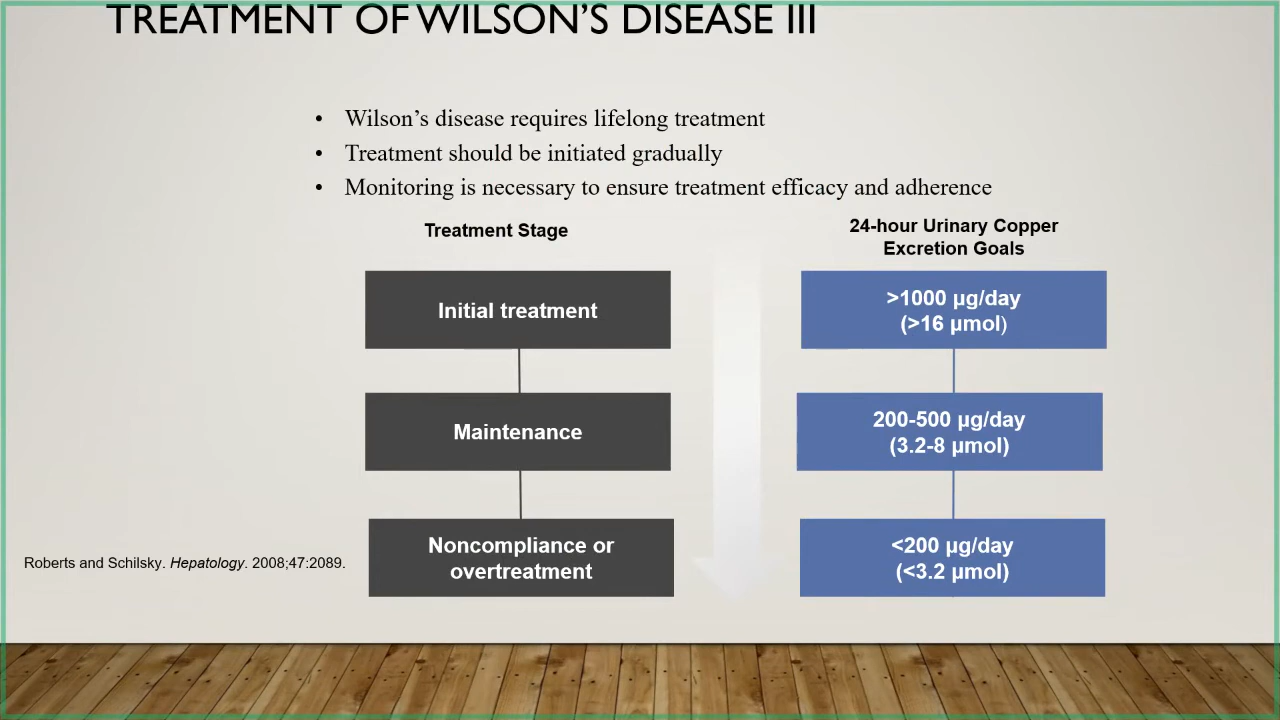 TREATMENT OF WILSON’S DISEASE III
• Wilson’s disease requires lifelong treatment
• Treatment should be initiated gradually
• Monitoring is necessary to ensure treatment efficacy and adherence
Treatment Stage
24-hour Urinary Copper
Excretion Goals
Initial treatment
>1000 µg/day
(>16 µmol)
Maintenance
200-500 µg/day
(3.2-8 µmol)
Noncompliance or
overtreatment
<200 µg/day
(<3.2 µmol)
Roberts and Schilsky. Hepatology. 2008;47:2089.